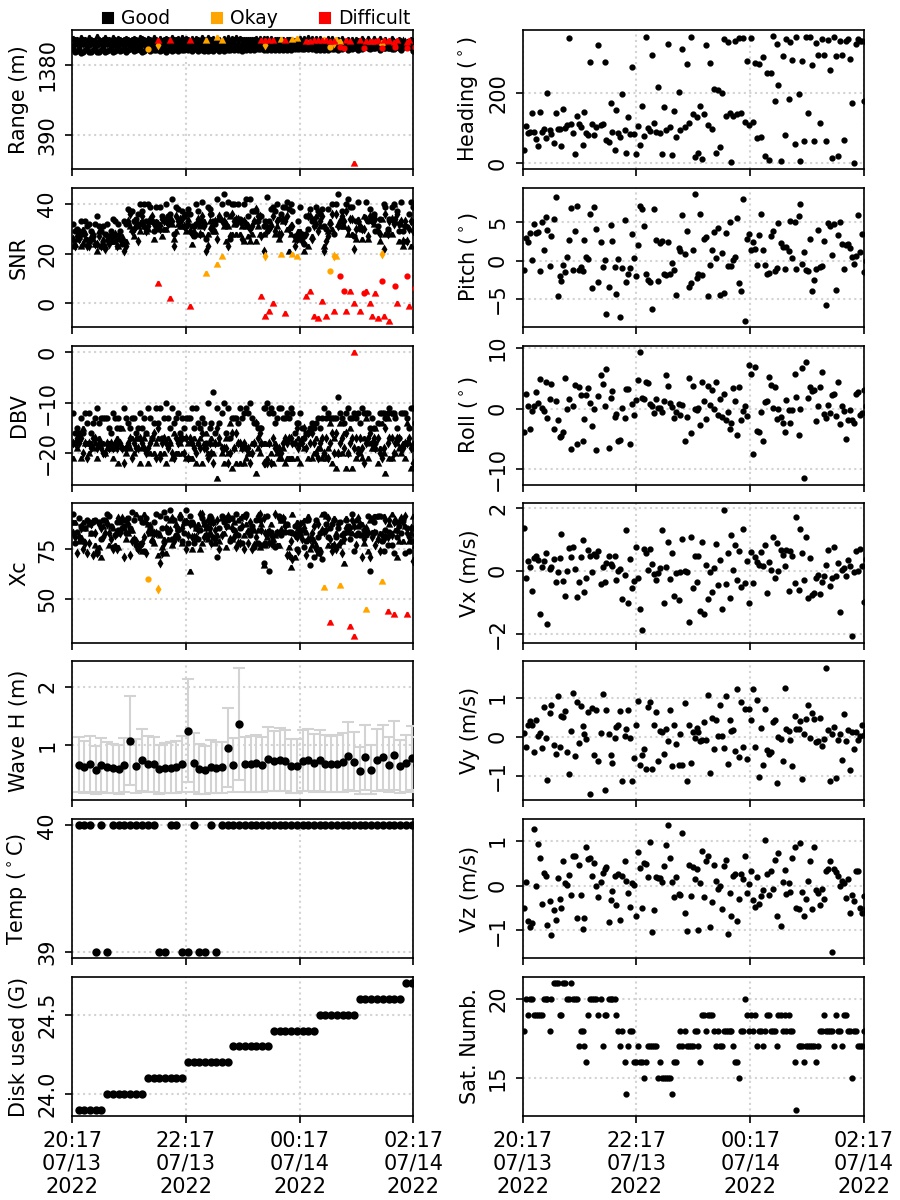 Good Okay Difficult
Range (m)
1380
390
Heading (°)
200
0
SNR
40
20
0
Pitch (°)
5
0
−5
DBV
0
−10
−20
Roll (°)
10
0
−10
Xc
75
50
Vx (m/s)
2
0
−2
Wave H (m)
2
1
Vy (m/s)
1
0
−1
Temp (°C)
40
39
Vz (m/s)
1
0
−1
Disk used (G)
24.5
24.0
Sat. Numb.
20
15
20:17 22:17 00:17 02:17
07/13 07/13 07/14 07/14
2022 2022 2022 2022
20:17 22:17 00:17 02:17
07/13 07/13 07/14 07/14
2022 2022 2022 2022